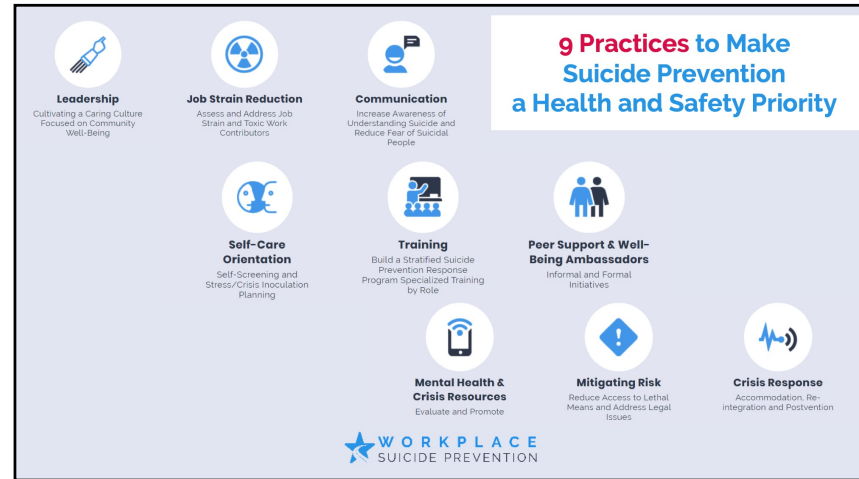 9 Practices to Make
Suicide Prevention
a Health and Safety Priority
Leadership
Cultivating a Caring Culture
Focused on Community
Well-Being
Job Strain Reduction
Assess and Address Job
Strain and Toxic Work
Contributors
Communication
Increase Awareness of
Understanding Suicide and
Reduce Fear of Suicidal
People
Self-Care
Orientation
Self-Screening and
Stress/Crisis Inoculation
Planning
Training
Build a Stratified Suicide
Prevention Response
Program Specialized Training
by Role
Peer Support & Well-
Being Ambassadors
Informal and Formal
Initiatives
Mental Health &
Crisis Resources
Evaluate and Promote
Mitigating Risk
Reduce Access to Lethal
Means and Address Legal
Issues
Crisis Response
Accommodation, Re-
integration and Postvention
WORKPLACE
SUICIDE PREVENTION